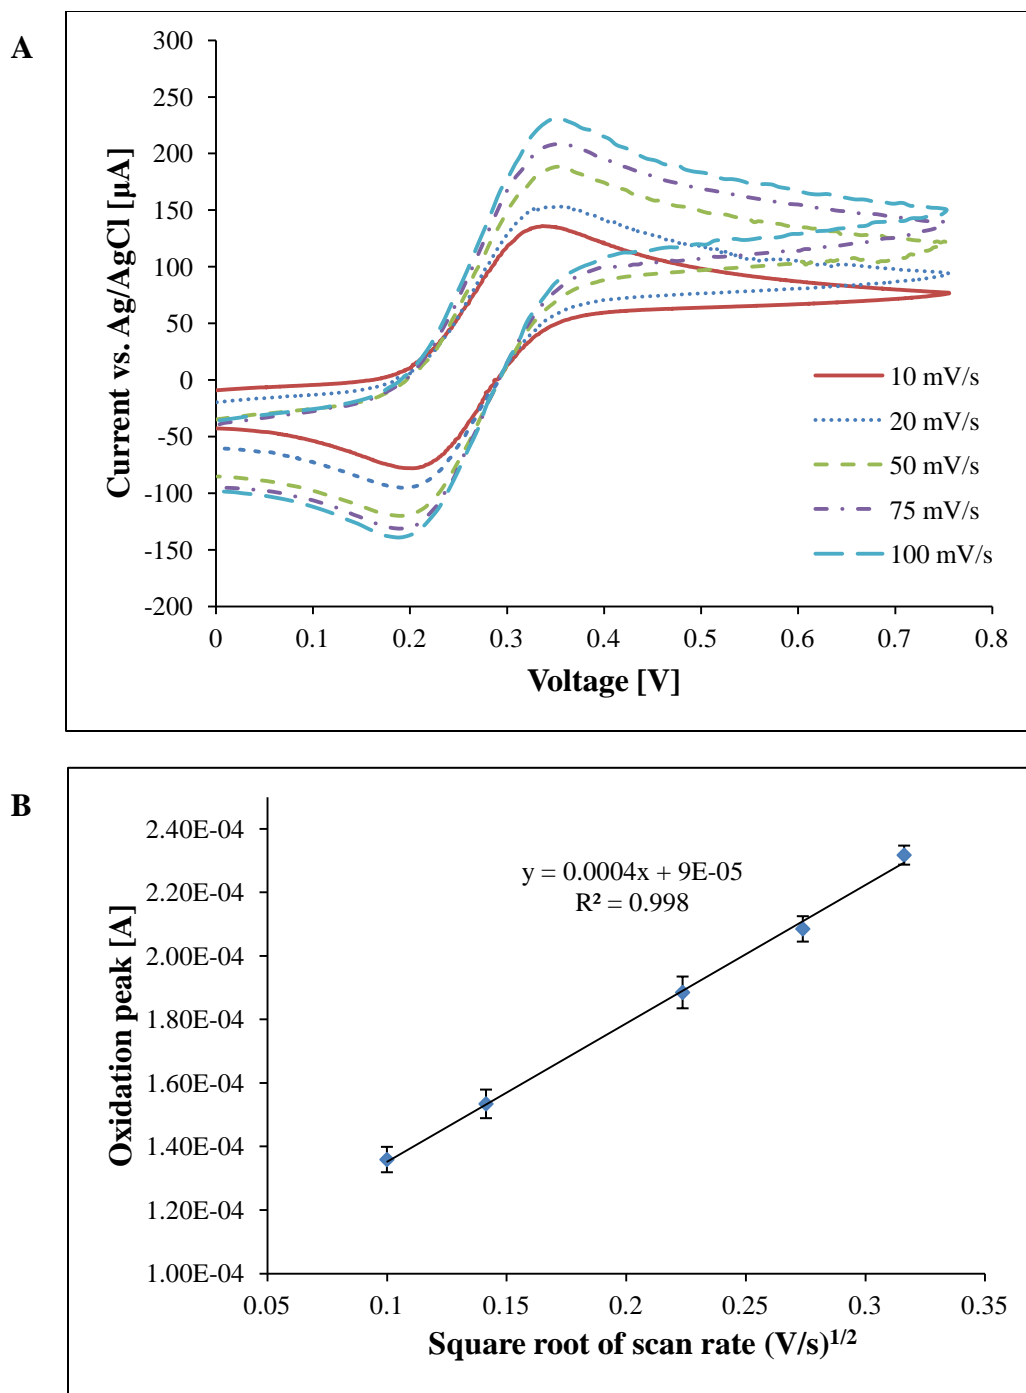 A
300
250
200
150
100
50
0
-50
-100
-150
-200
Current vs. Ag/AgCl [µA]
0 0.1 0.2 0.3 0.4 0.5 0.6 0.7 0.8
Voltage [V]
10 mV/s
20 mV/s
50 mV/s
75 mV/s
100 mV/s
B
2.40E-04
2.20E-04
2.00E-04
1.80E-04
1.60E-04
1.40E-04
1.20E-04
1.00E-04
Oxidation peak [A]
y = 0.0004x + 9E-05
R² = 0.998
0.05 0.1 0.15 0.2 0.25 0.3 0.35
Square root of scan rate (V/s)1/2